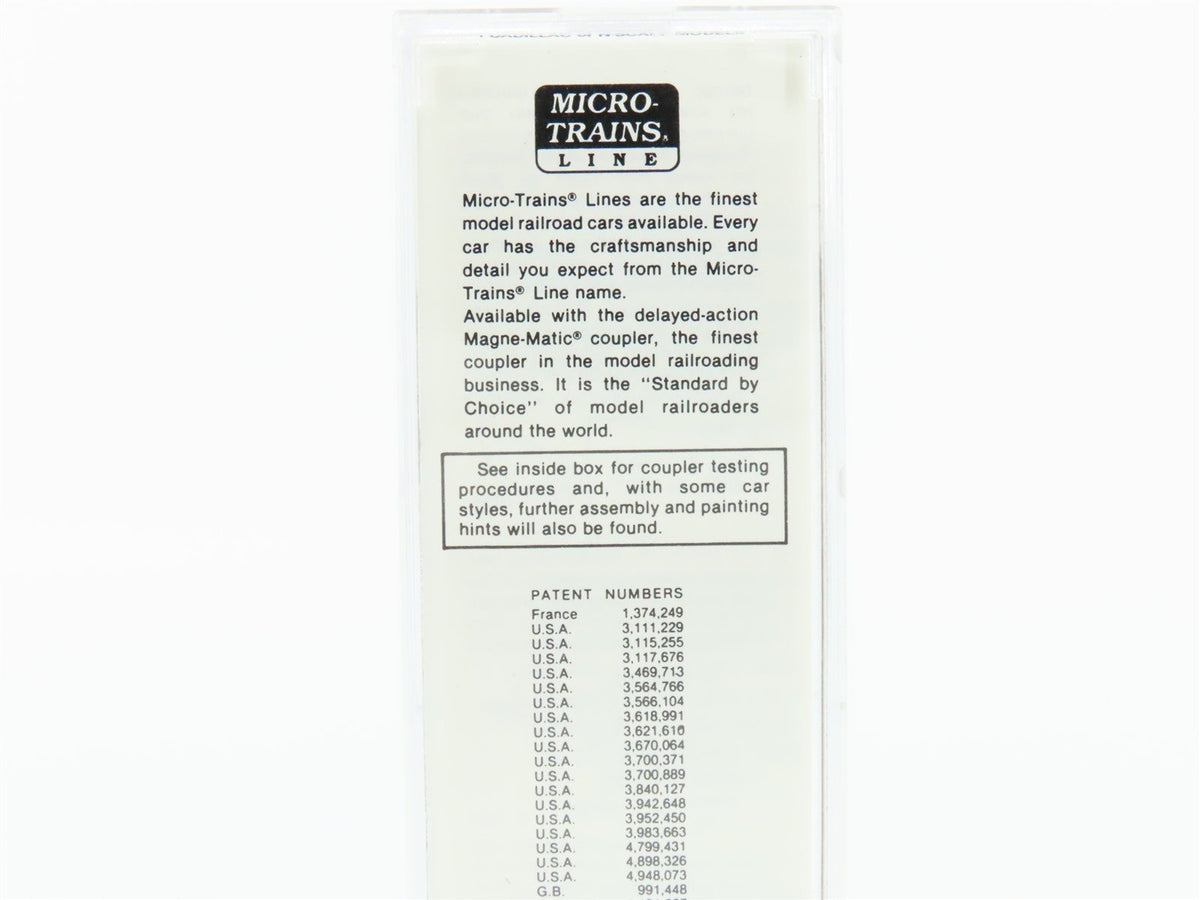 MICRO-
TRAINS®
LINE
Micro-Trains® Lines are the finest
model railroad cars available. Every
car has the craftsmanship and
detail you expect from the Micro-
Trains® Line name.
Available with the delayed-action
Magne-Matic® coupler, the finest
coupler in the model railroading
business. It is the "Standard by
Choice" of model railroaders
around the world.
See inside box for coupler testing
procedures and, with some car
styles, further assembly and painting
hints will also be found.
PATENT NUMBERS
France 1,374,249
U.S.A. 3,111,229
U.S.A. 3,115,255
U.S.A. 3,117,676
U.S.A. 3,469,713
U.S.A. 3,564,766
U.S.A. 3,566,104
U.S.A. 3,618,991
U.S.A. 3,621,610
U.S.A. 3,670,064
U.S.A. 3,700,371
U.S.A. 3,700,889
U.S.A. 3,840,127
U.S.A. 3,942,648
U.S.A. 3,952,450
U.S.A. 3,983,663
U.S.A. 4,799,431
U.S.A. 4,898,326
U.S.A. 4,948,073
G.B. 991,448